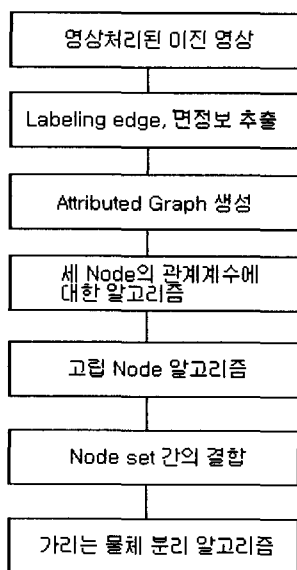 영상처리된 이진 영상
Labeling edge, 면정보 추출
Attributed Graph 생성
세 Node의 관계계수에
대한 알고리즘
고립 Node 알고리즘
Node set 간의 결합
가리는 물체 분리 알고리즘